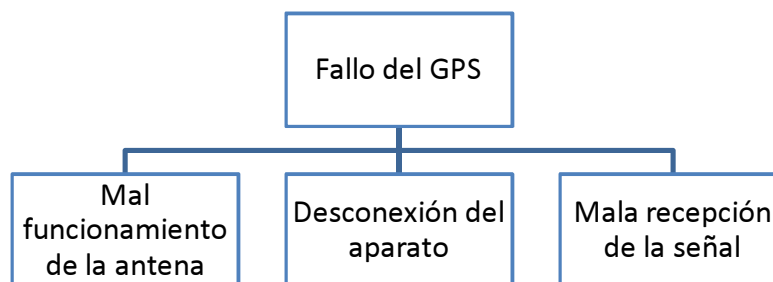 Fallo del GPS
Mal
funcionamiento
de la antena
Desconexión del
aparato
Mala recepción
de la señal